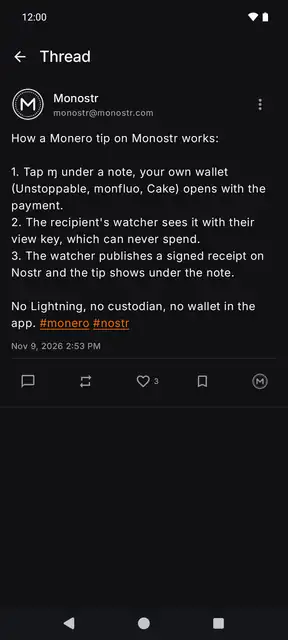 12:00
Thread
Monostr
monostr@monostr.com
How a Monero tip on Monostr works:
1. Tap ɱ under a note, your own wallet
(Unstoppable, monfluo, Cake) opens with the
payment.
2. The recipient's watcher sees it with their
view key, which can never spend.
3. The watcher publishes a signed receipt on
Nostr and the tip shows under the note.
No Lightning, no custodian, no wallet in the
app. #monero #nostr
Nov 9, 2026 2:53 PM
3